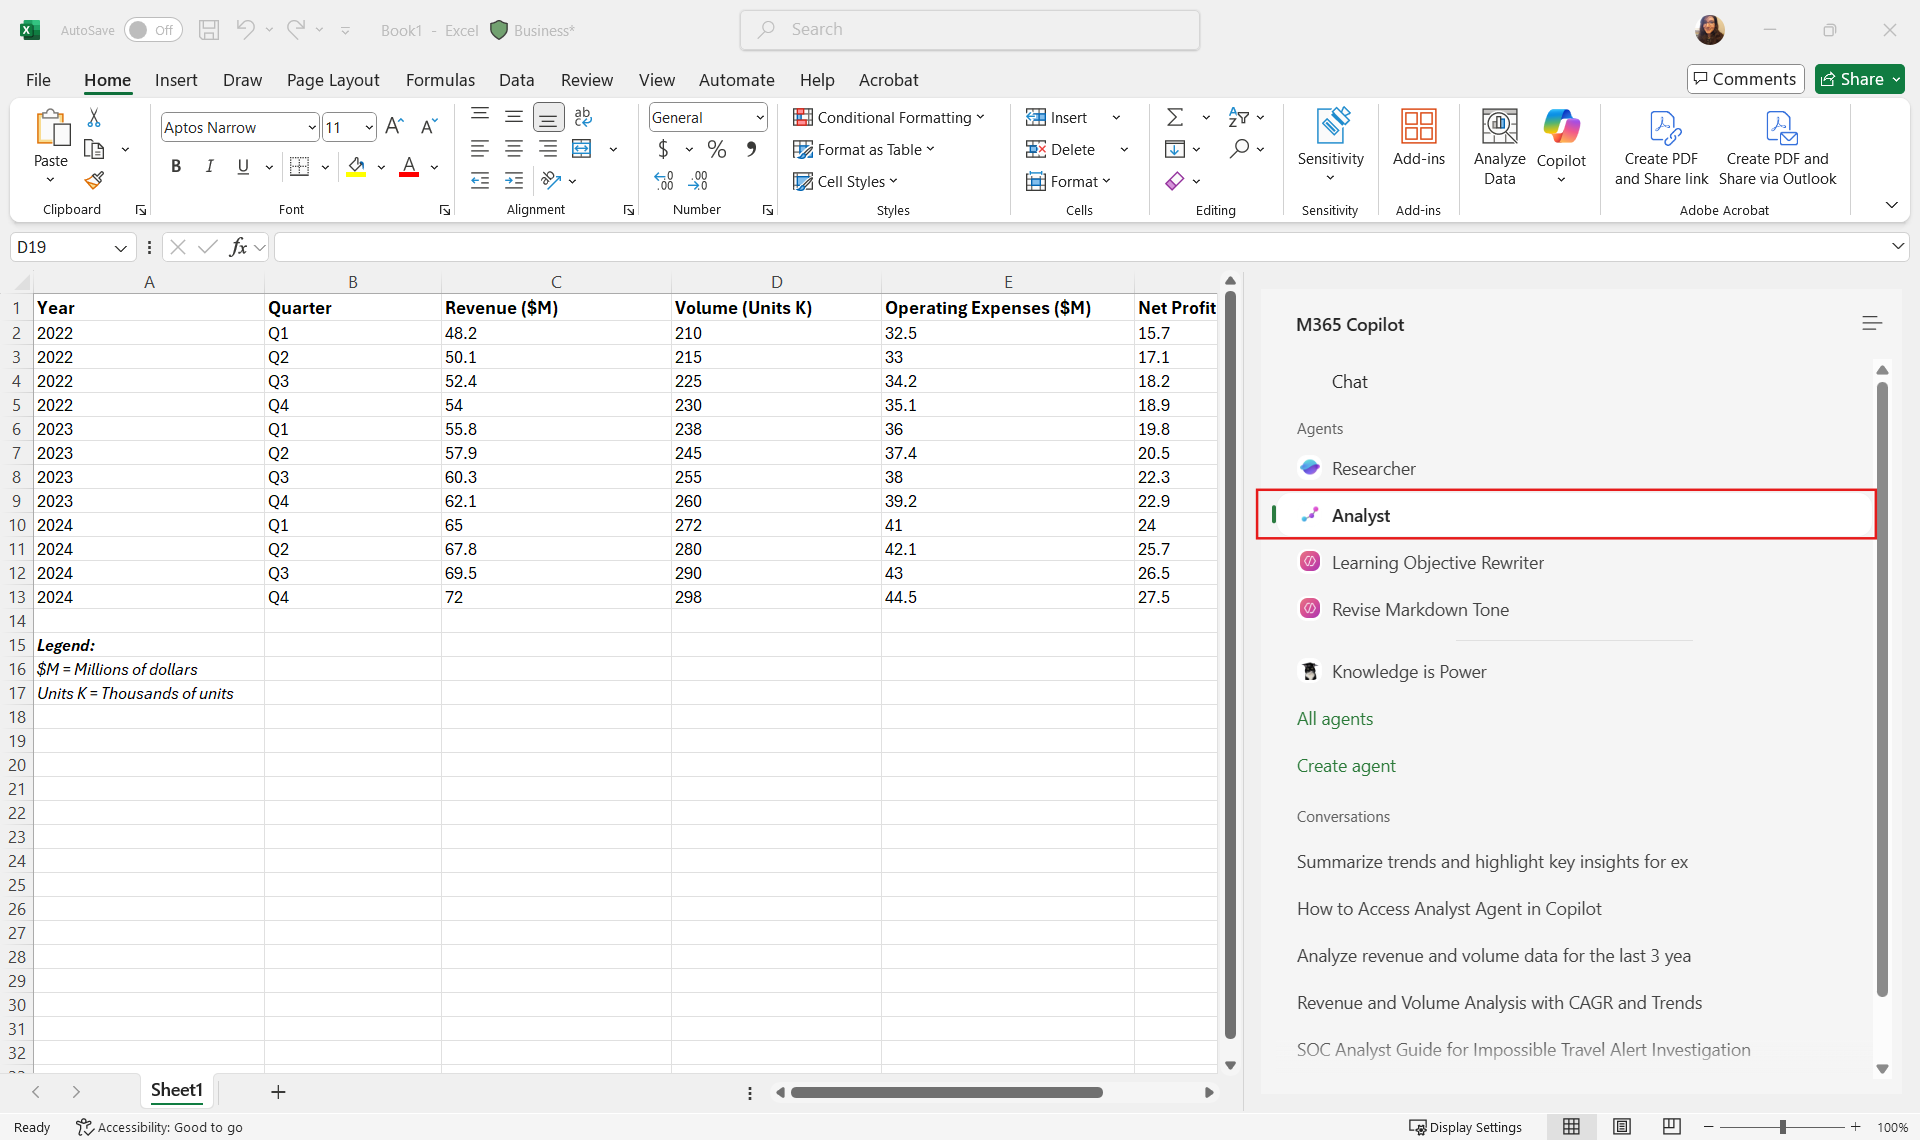 AutoSave Off Book1 - Excel Business* Search
File Home Insert Draw Page Layout Formulas Data Review View Automate Help Acrobat Comments Share
Paste
Clipboard
Aptos Narrow 11
B I U A
Font
Alignment
General
$ % 9
Number
Conditional Formatting
Format as Table
Cell Styles
Styles
Insert
Delete
Format
Cells
Editing
Sensitivity
Sensitivity
Add-ins
Add-ins
Analyze
Data
Copilot
Create PDF
and Share link
Create PDF and
Share via Outlook
Adobe Acrobat
D19 fx
A B C D E
1 Year Quarter Revenue ($M) Volume (Units K) Operating Expenses ($M) Net Profit
2 2022 Q1 48.2 210 32.5 15.7
3 2022 Q2 50.1 215 33 17.1
4 2022 Q3 52.4 225 34.2 18.2
5 2022 Q4 54 230 35.1 18.9
6 2023 Q1 55.8 238 36 19.8
7 2023 Q2 57.9 245 37.4 20.5
8 2023 Q3 60.3 255 38 22.3
9 2023 Q4 62.1 260 39.2 22.9
10 2024 Q1 65 272 41 24
11 2024 Q2 67.8 280 42.1 25.7
12 2024 Q3 69.5 290 43 26.5
13 2024 Q4 72 298 44.5 27.5
14
15 Legend:
16 $M = Millions of dollars
17 Units K = Thousands of units
18
19
20
21
22
23
24
25
26
27
28
29
30
31
32
M365 Copilot
Chat
Agents
Researcher
Analyst
Learning Objective Rewriter
Revise Markdown Tone
Knowledge is Power
All agents
Create agent
Conversations
Summarize trends and highlight key insights for ex
How to Access Analyst Agent in Copilot
Analyze revenue and volume data for the last 3 yea
Revenue and Volume Analysis with CAGR and Trends
SOC Analyst Guide for Impossible Travel Alert Investigation
Sheet1
Ready Accessibility: Good to go Display Settings 100%